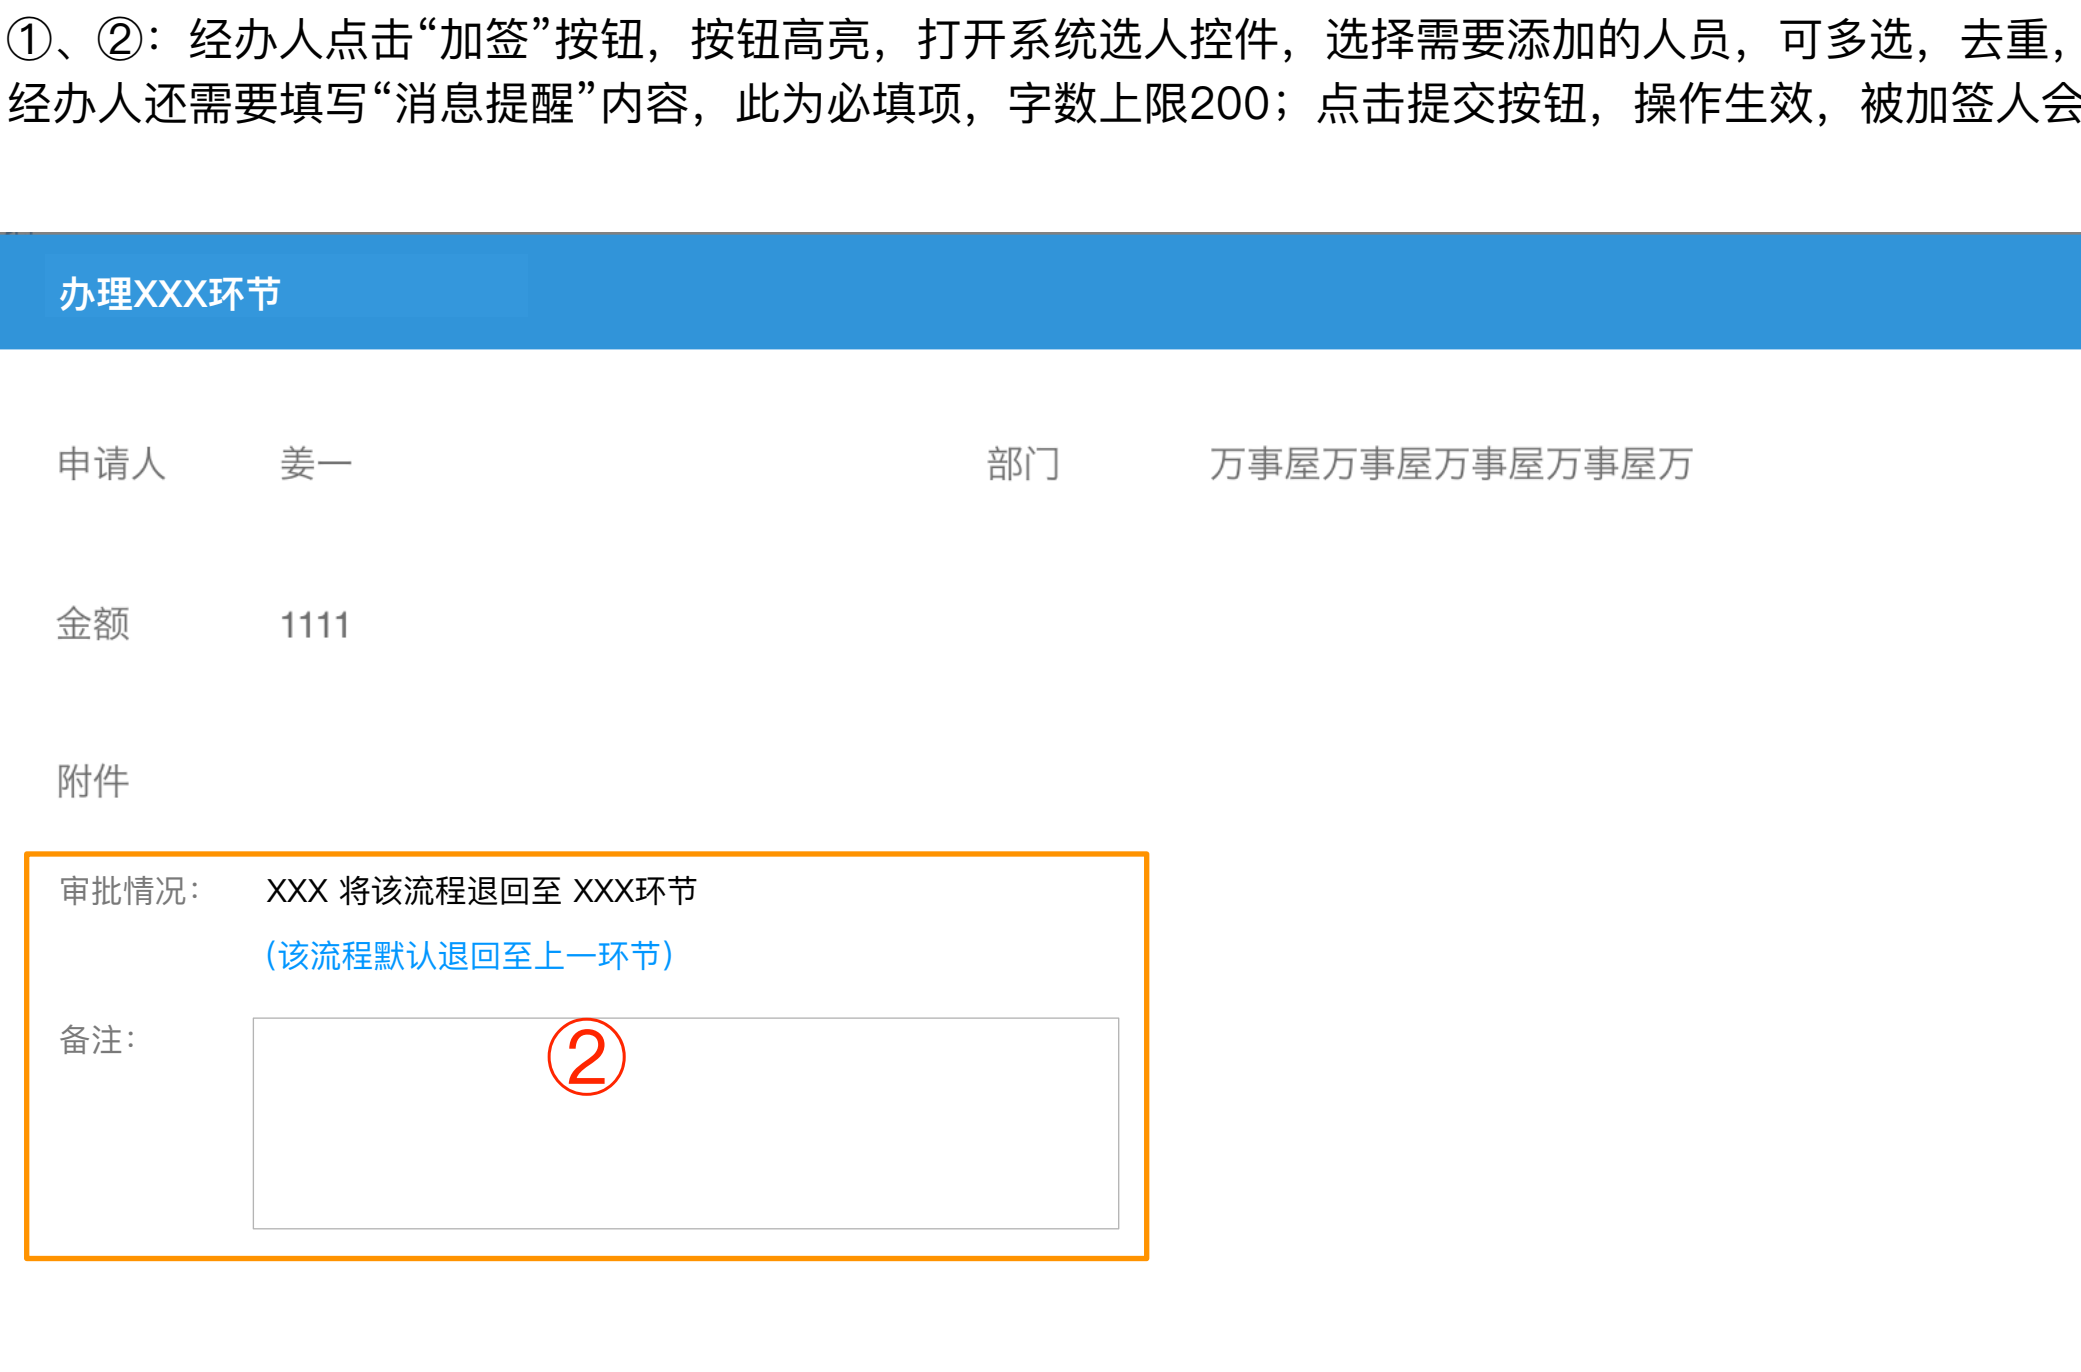 ①、②：经办人点击“加签”按钮，按钮高亮，打开系统选人控件，选择需要添加的人员，可多选，去重，
经办人还需要填写“消息提醒”内容，此为必填项，字数上限200；点击提交按钮，操作生效，被加签人会
办理XXX环节
申请人 姜一 部门 万事屋万事屋万事屋万事屋万
金额 1111
附件
审批情况： XXX 将该流程退回至 XXX环节
（该流程默认退回至上一环节）
备注：
②